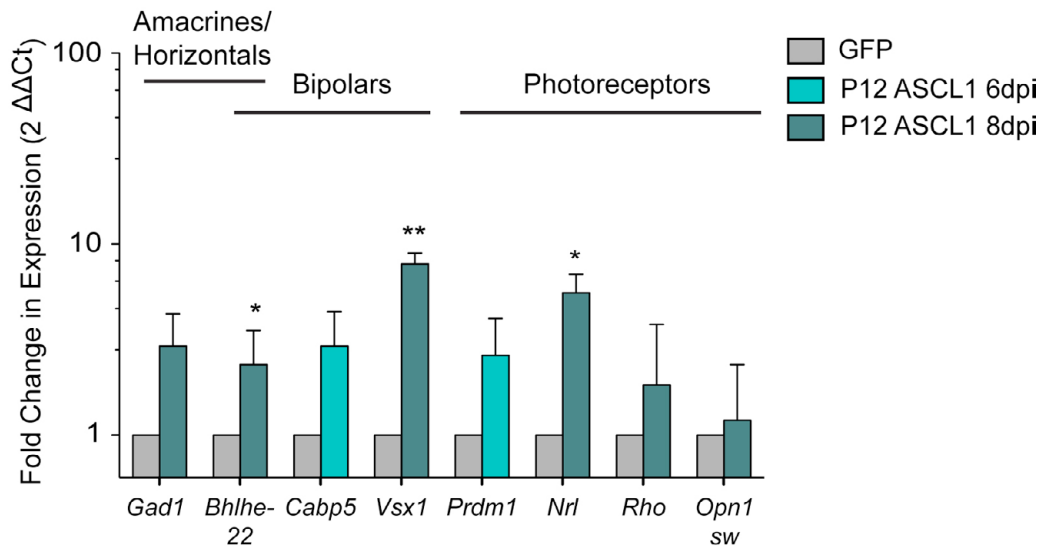 Amacrines/
Horizontals
Bipolars
Photoreceptors
GFP
P12 ASCL1 6dpi
P12 ASCL1 8dpi
Fold Change in Expression (2 ΔΔCt)
100
10
1
*
**
*
Gad1
Bhlhe-
22
Cabp5
Vsx1
Prdm1
Nrl
Rho
Opn1
sw